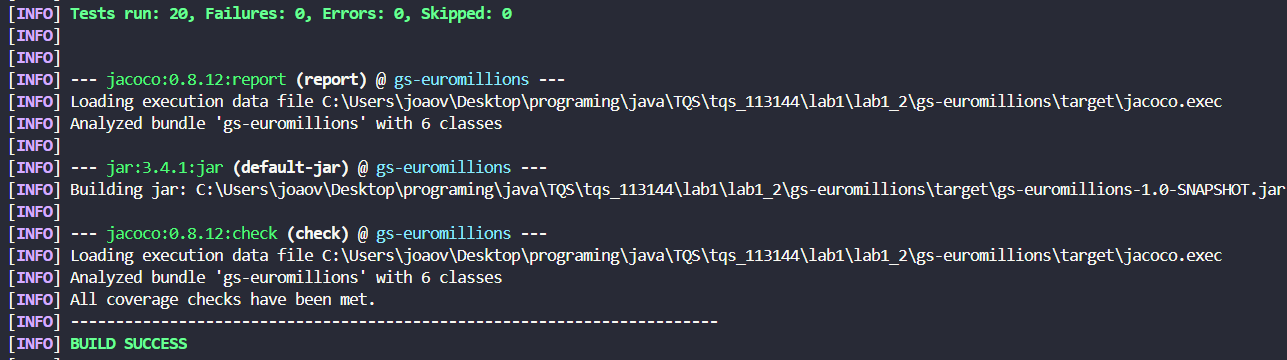 [INFO] Tests run: 20, Failures: 0, Errors: 0, Skipped: 0
[INFO]
[INFO]
[INFO] --- jacoco:0.8.12:report (report) @ gs-euromillions ---
[INFO] Loading execution data file C:\Users\joaov\Desktop\programing\java\TQS\tqs_113144\lab1\lab1_2\gs-euromillions\target\jacoco.exec
[INFO] Analyzed bundle 'gs-euromillions' with 6 classes
[INFO]
[INFO] --- jar:3.4.1:jar (default-jar) @ gs-euromillions ---
[INFO] Building jar: C:\Users\joaov\Desktop\programing\java\TQS\tqs_113144\lab1\lab1_2\gs-euromillions\target\gs-euromillions-1.0-SNAPSHOT.jar
[INFO]
[INFO] --- jacoco:0.8.12:check (check) @ gs-euromillions ---
[INFO] Loading execution data file C:\Users\joaov\Desktop\programing\java\TQS\tqs_113144\lab1\lab1_2\gs-euromillions\target\jacoco.exec
[INFO] Analyzed bundle 'gs-euromillions' with 6 classes
[INFO] All coverage checks have been met.
[INFO] ------------------------------------------------------------------------
[INFO] BUILD SUCCESS